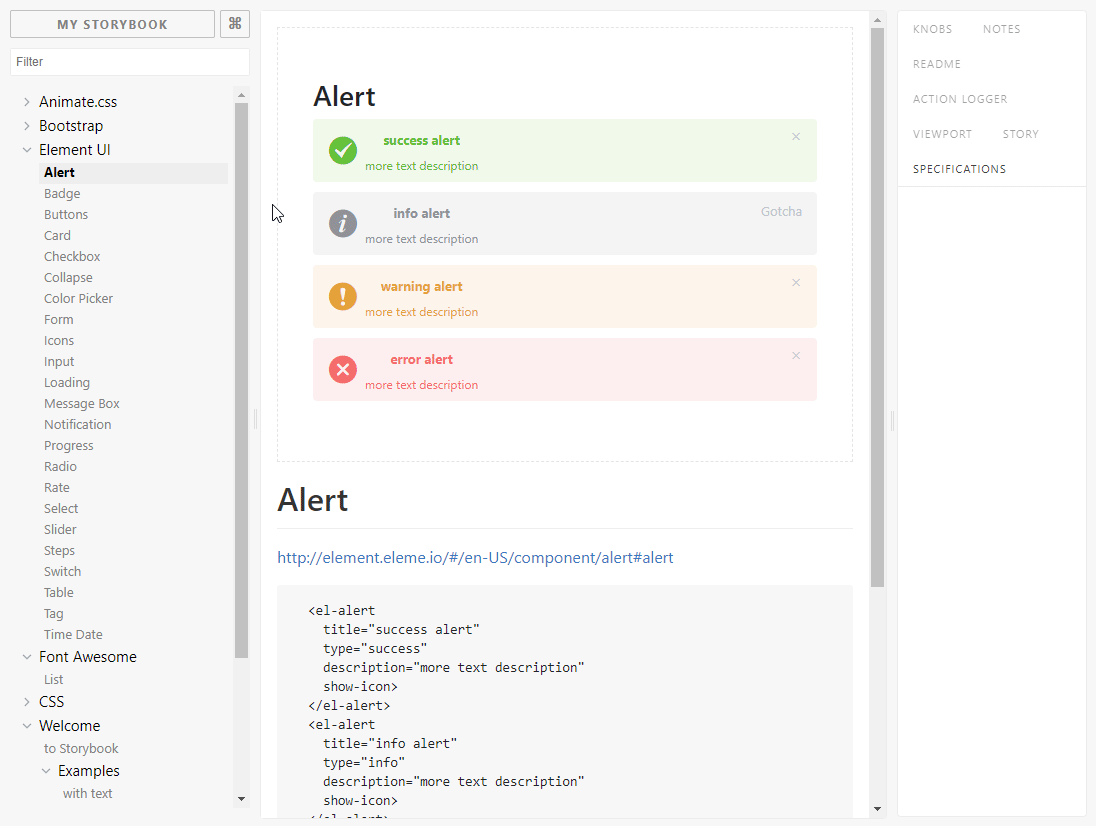 MY STORYBOOK
⌘
Filter
Animate.css
Bootstrap
Element UI
Alert
Badge
Buttons
Card
Checkbox
Collapse
Color Picker
Form
Icons
Input
Loading
Message Box
Notification
Progress
Radio
Rate
Select
Slider
Steps
Switch
Table
Tag
Time Date
Font Awesome
List
CSS
Welcome
to Storybook
Examples
with text
Alert
success alert
more text description
info alert
Gotcha
more text description
warning alert
more text description
error alert
more text description
Alert
http://element.eleme.io/#/en-US/component/alert#alert
<el-alert
title="success alert"
type="success"
description="more text description"
show-icon>
</el-alert>
<el-alert
title="info alert"
type="info"
description="more text description"
show-icon>
</el-alert>
KNOBS NOTES
README
ACTION LOGGER
VIEWPORT STORY
SPECIFICATIONS